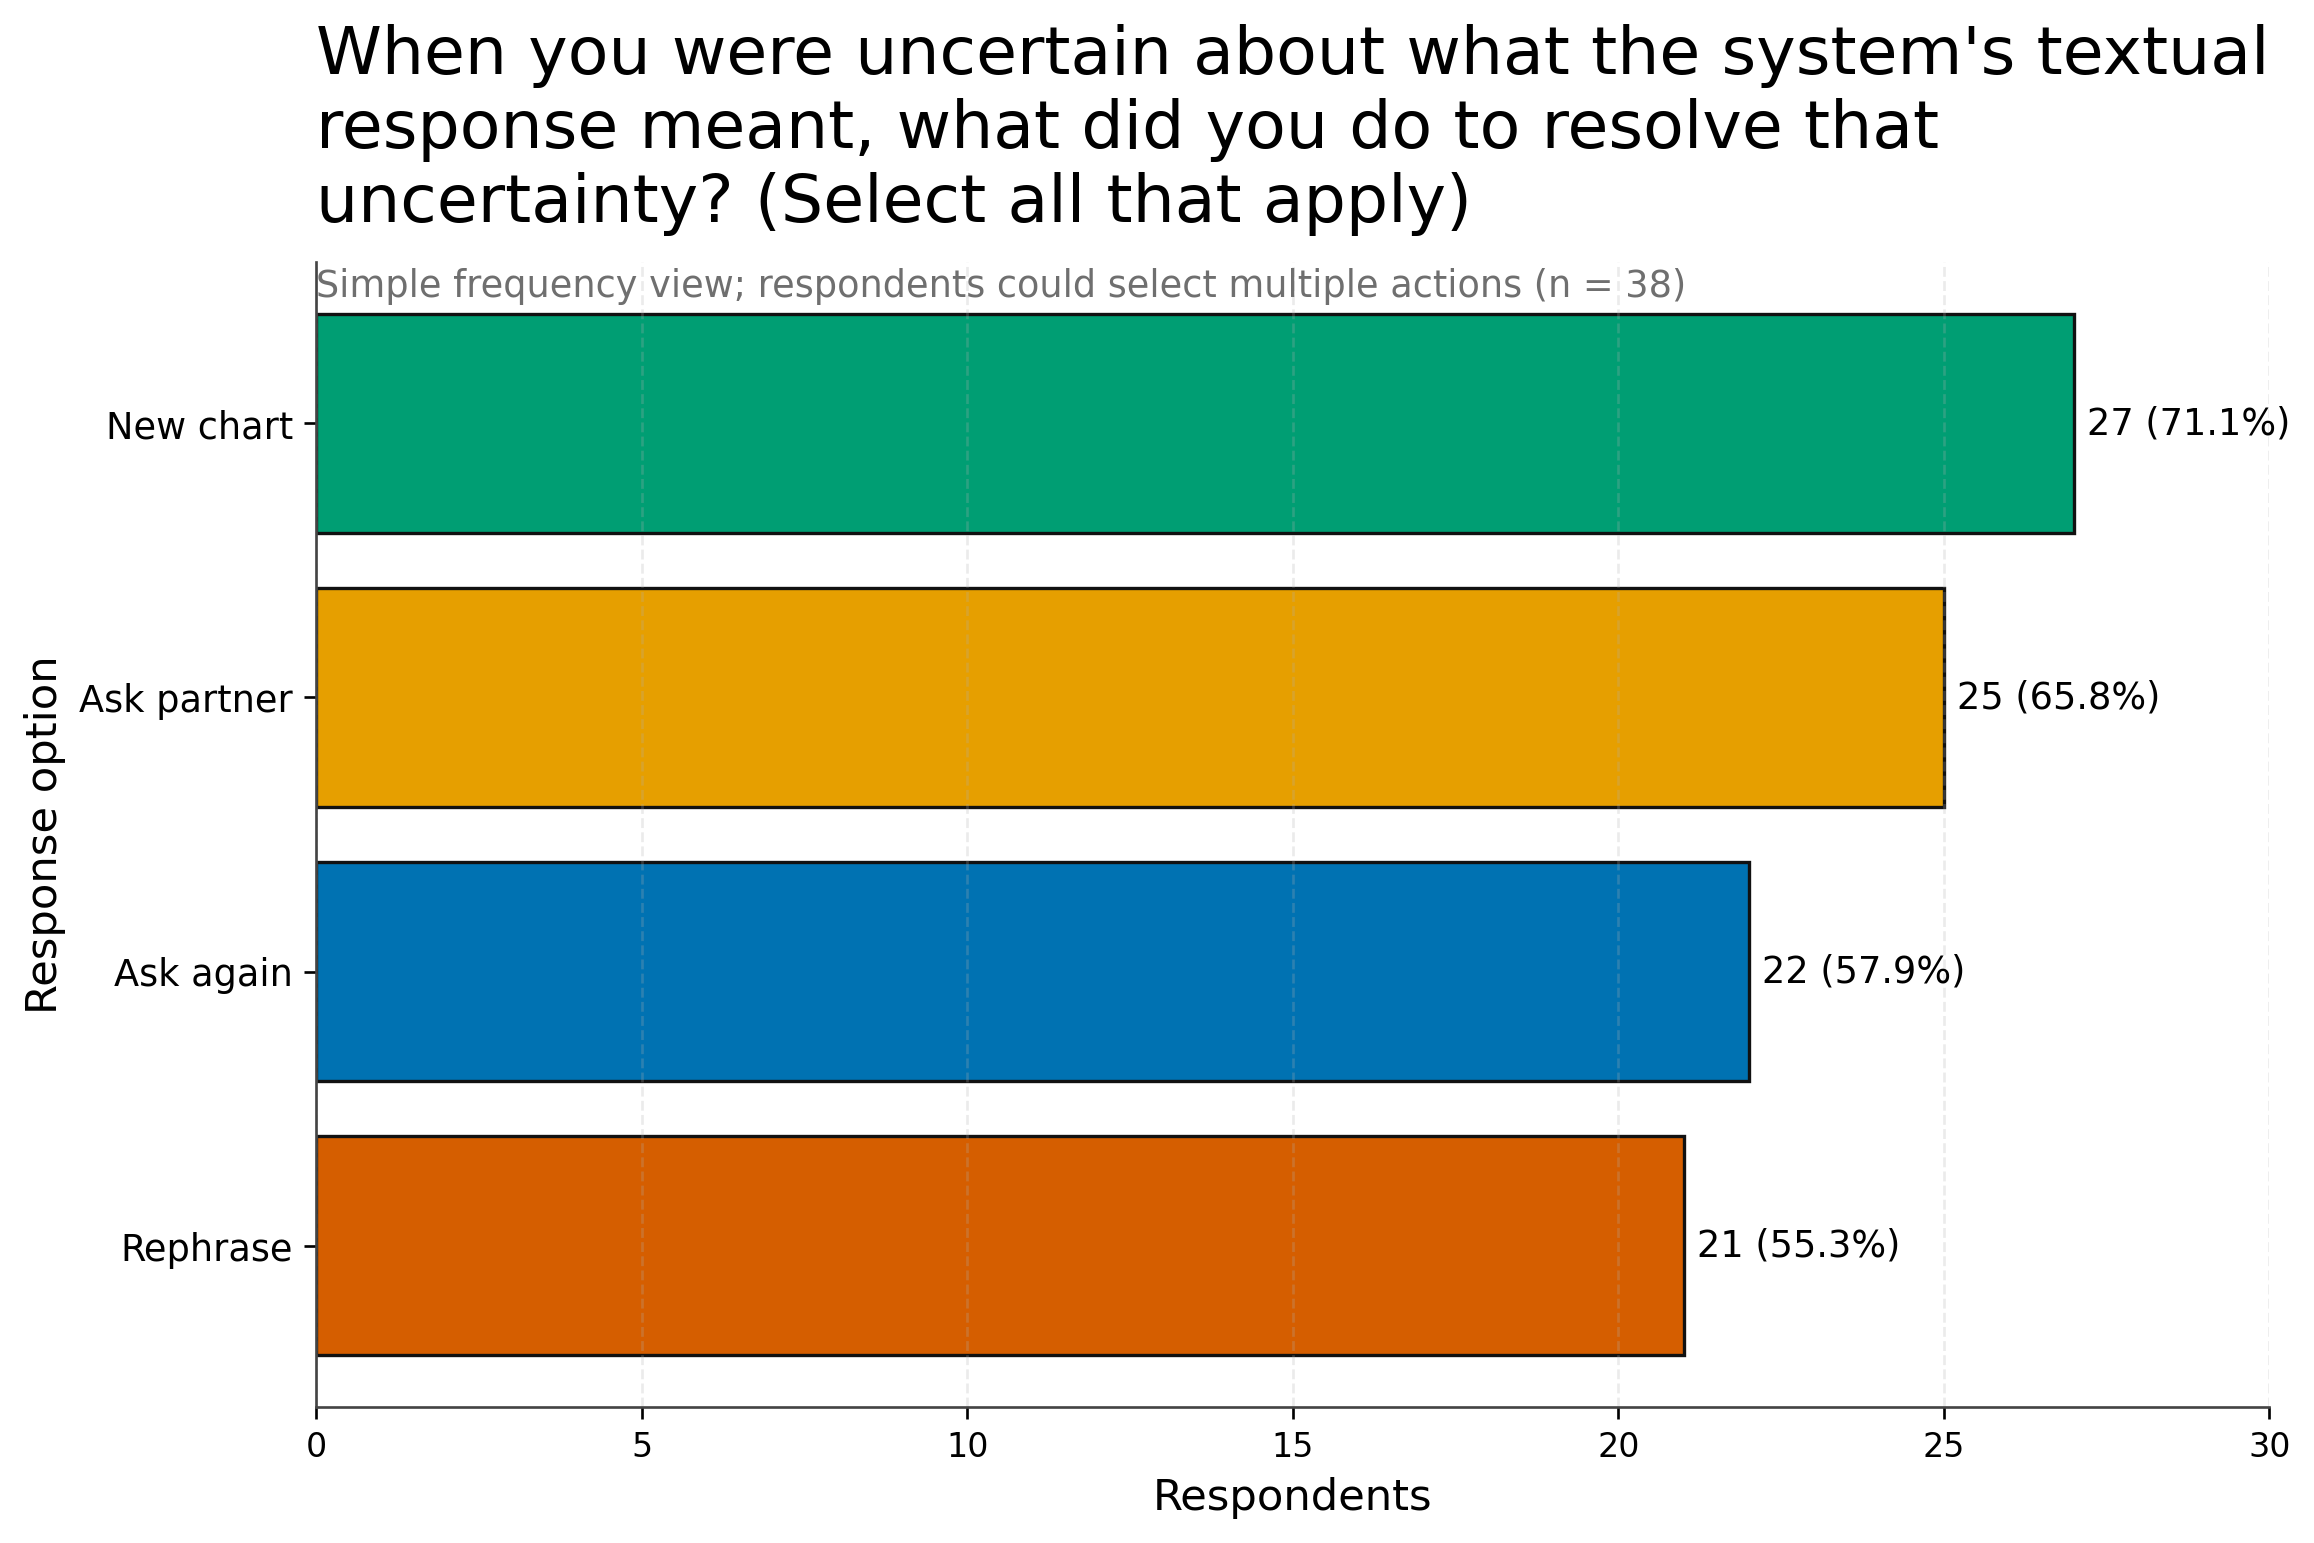 When you were uncertain about what the system's textual
response meant, what did you do to resolve that
uncertainty? (Select all that apply)
Simple frequency view; respondents could select multiple actions (n = 38)
New chart
27 (71.1%)
Ask partner
25 (65.8%)
Ask again
22 (57.9%)
Rephrase
21 (55.3%)
Response option
0 5 10 15 20 25 30
Respondents